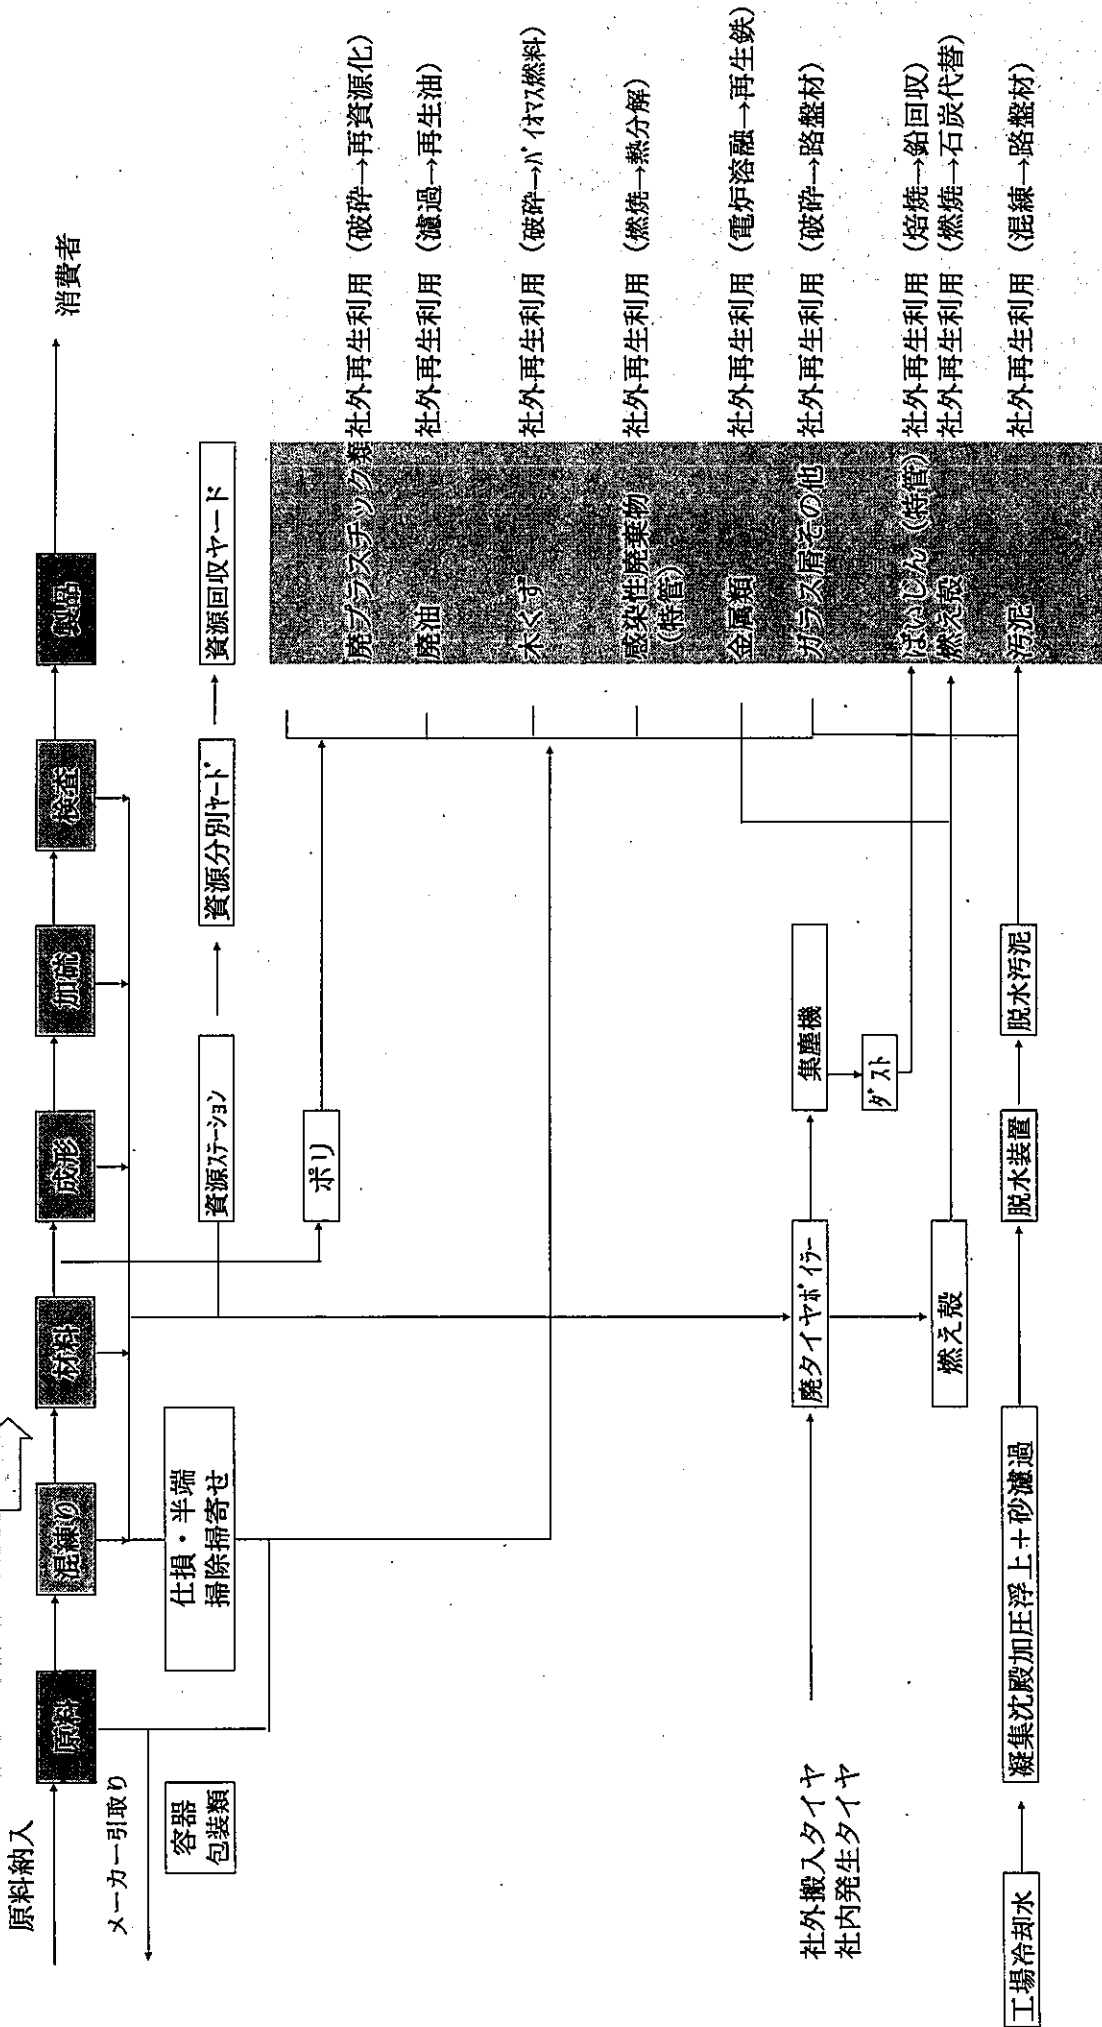 原料納入
原料
混練り
材料
成形
加硫
検査
製品
消費者
メーカー引取り
容器
包装類
仕損・半端
掃除掃寄せ
資源ステーション
資源分別ヤード
資源回収ヤード
ポリ
廃プラスチック類 社外再生利用（破砕→再資源化）
廃油 社外再生利用（濾過→再生油）
木くず 社外再生利用（破砕→バイオマス燃料）
感染性廃棄物 社外再生利用（燃焼→熱分解）
（特管）
金属類 社外再生利用（電炉溶融→再生鉄）
ガラス屑その他 社外再生利用（破砕→路盤材）
ばいじん（特管） 社外再生利用（焙焼→鉛回収）
燃え殻 社外再生利用（燃焼→石炭代替）
汚泥 社外再生利用（混練→路盤材）
社外搬入タイヤ
社内発生タイヤ
廃タイヤボイラー
集塵機
ダスト
燃え殻
工場冷却水
凝集沈殿加圧浮上＋砂濾過
脱水装置
脱水汚泥